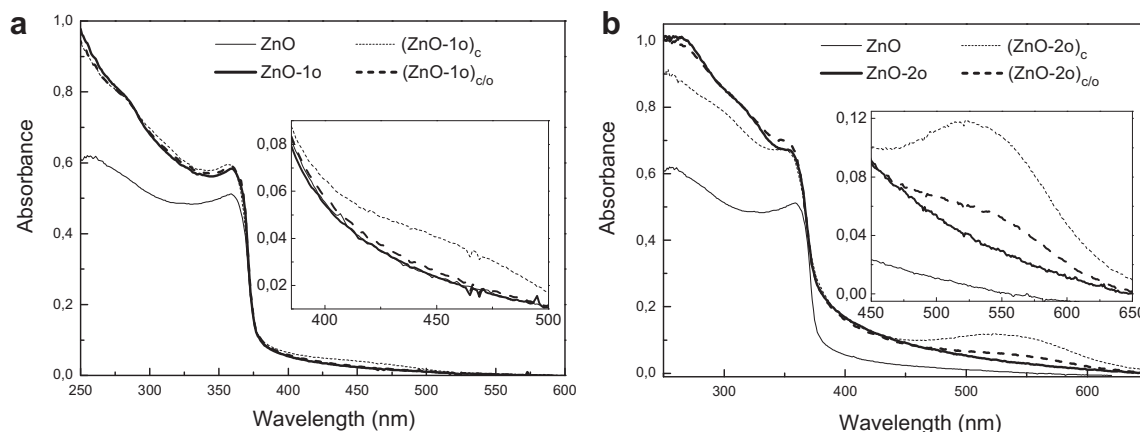 a
1,0
0,8
0,6
0,4
0,2
0,0
Absorbance
ZnO
(ZnO-1o)c
ZnO-1o
(ZnO-1o)c/o
0,08
0,06
0,04
0,02
400 450 500
250 300 350 400 450 500 550 600
Wavelength (nm)
b
1.0
0.8
0.6
0.4
0.2
0.0
Absorbance
ZnO
(ZnO-2o)c
ZnO-2o
(ZnO-2o)c/o
0,12
0,08
0,04
0,00
450 500 550 600 650
300 400 500 600
Wavelength (nm)